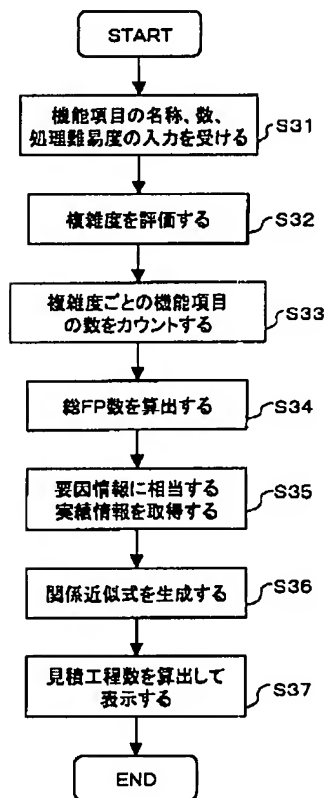 START
機能項目の名称、数、
処理難易度の入力を受ける
S31
複雑度を評価する
S32
複雑度ごとの機能項目
の数をカウントする
S33
総FP数を算出する
S34
要因情報に相当する
実績情報を取得する
S35
関係近似式を生成する
S36
見積工程数を算出して
表示する
S37
END